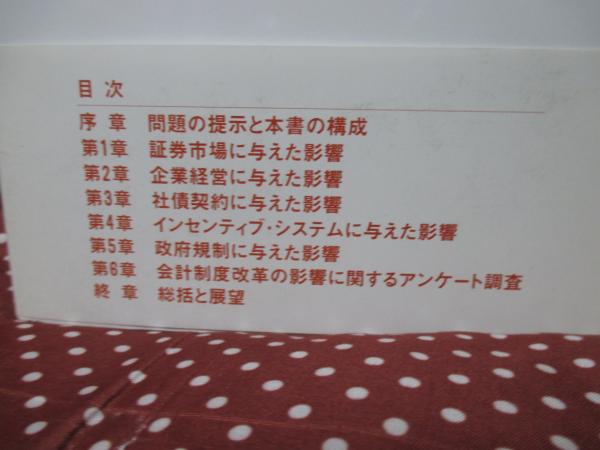 目 次
序 章 問題の提示と本書の構成
第1章 証券市場に与えた影響
第2章 企業経営に与えた影響
第3章 社債契約に与えた影響
第4章 インセンティブ・システムに与えた影響
第5章 政府規制に与えた影響
第6章 会計制度改革の影響に関するアンケート調査
終 章 総括と展望